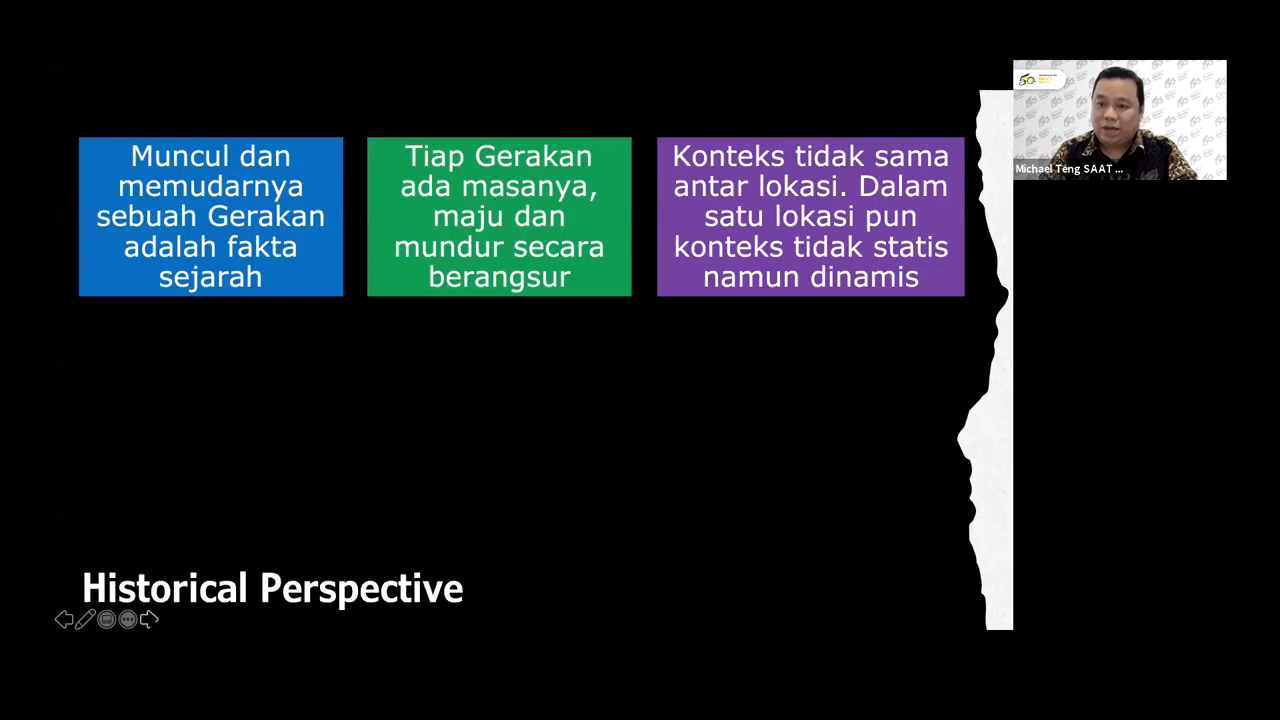 Muncul dan
memudarnya
sebuah Gerakan
adalah fakta
sejarah
Tiap Gerakan
ada masanya,
maju dan
mundur secara
berangsur
Konteks tidak sama
antar lokasi. Dalam
satu lokasi pun
konteks tidak statis
namun dinamis
Historical Perspective
50
Michael Teng SAAT ...